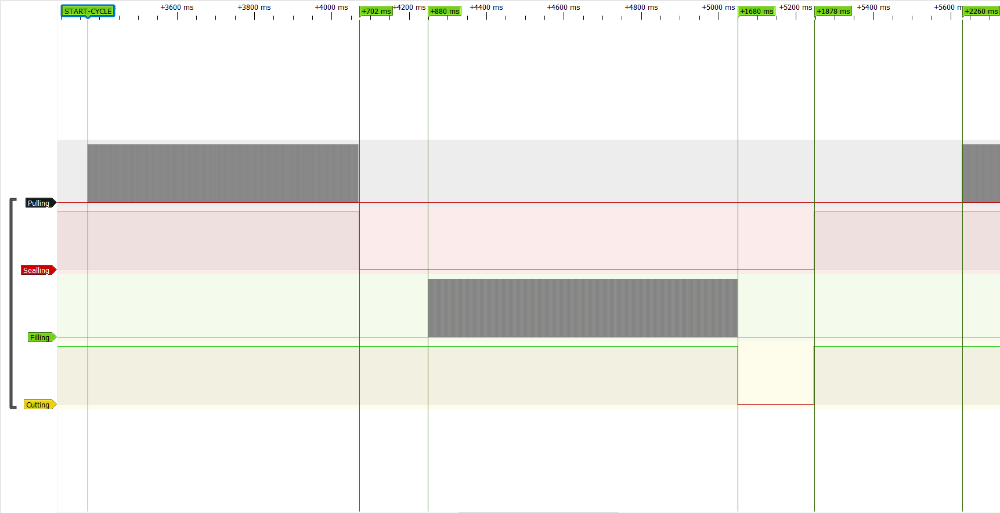 START-CYCLE
+3600 ms
+3800 ms
+4000 ms
+702 ms
+4200 ms
+880 ms
+4400 ms
+4600 ms
+4800 ms
+5000 ms
+1680 ms
+5200 ms
+1878 ms
+5400 ms
+5600 m
+2260 ms
Pulling
Sealling
Filling
Cutting